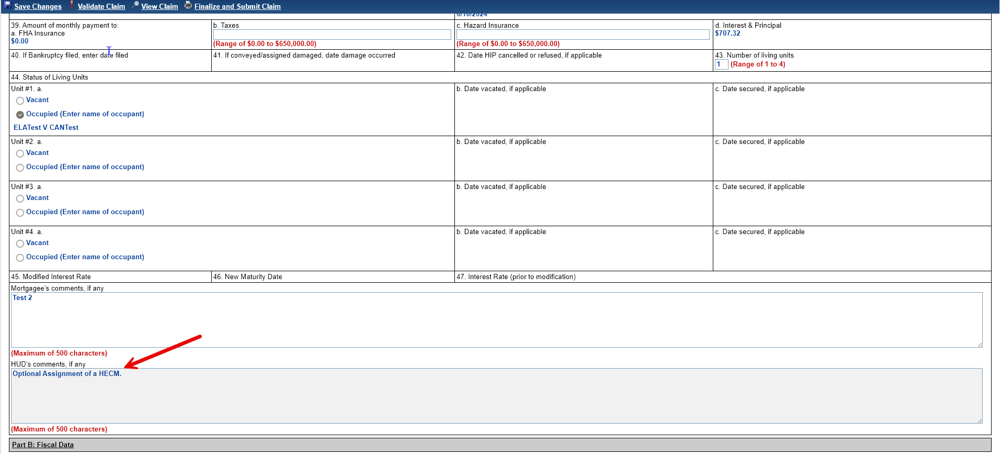 Save Changes Validate Claim View Claim Finalize and Submit Claim
6/10/2024
39. Amount of monthly payment to:
a. FHA Insurance
$0.00
b. Taxes
(Range of $0.00 to $650,000.00)
c. Hazard Insurance
(Range of $0.00 to $650,000.00)
d. Interest & Principal
$707.32
40. If Bankruptcy filed, enter date filed
41. If conveyed/assigned damaged, date damage occurred
42. Date HIP cancelled or refused, if applicable
43. Number of living units
1 (Range of 1 to 4)
44. Status of Living Units
Unit #1. a.
Vacant
Occupied (Enter name of occupant)
ELATest V CANTest
b. Date vacated, if applicable
c. Date secured, if applicable
Unit #2. a.
Vacant
Occupied (Enter name of occupant)
b. Date vacated, if applicable
c. Date secured, if applicable
Unit #3. a.
Vacant
Occupied (Enter name of occupant)
b. Date vacated, if applicable
c. Date secured, if applicable
Unit #4. a.
Vacant
Occupied (Enter name of occupant)
b. Date vacated, if applicable
c. Date secured, if applicable
45. Modified Interest Rate
46. New Maturity Date
47. Interest Rate (prior to modification)
Mortgagee's comments, if any
Test 2
(Maximum of 500 characters)
HUD's comments, if any
Optional Assignment of a HECM.
(Maximum of 500 characters)
Part B: Fiscal Data